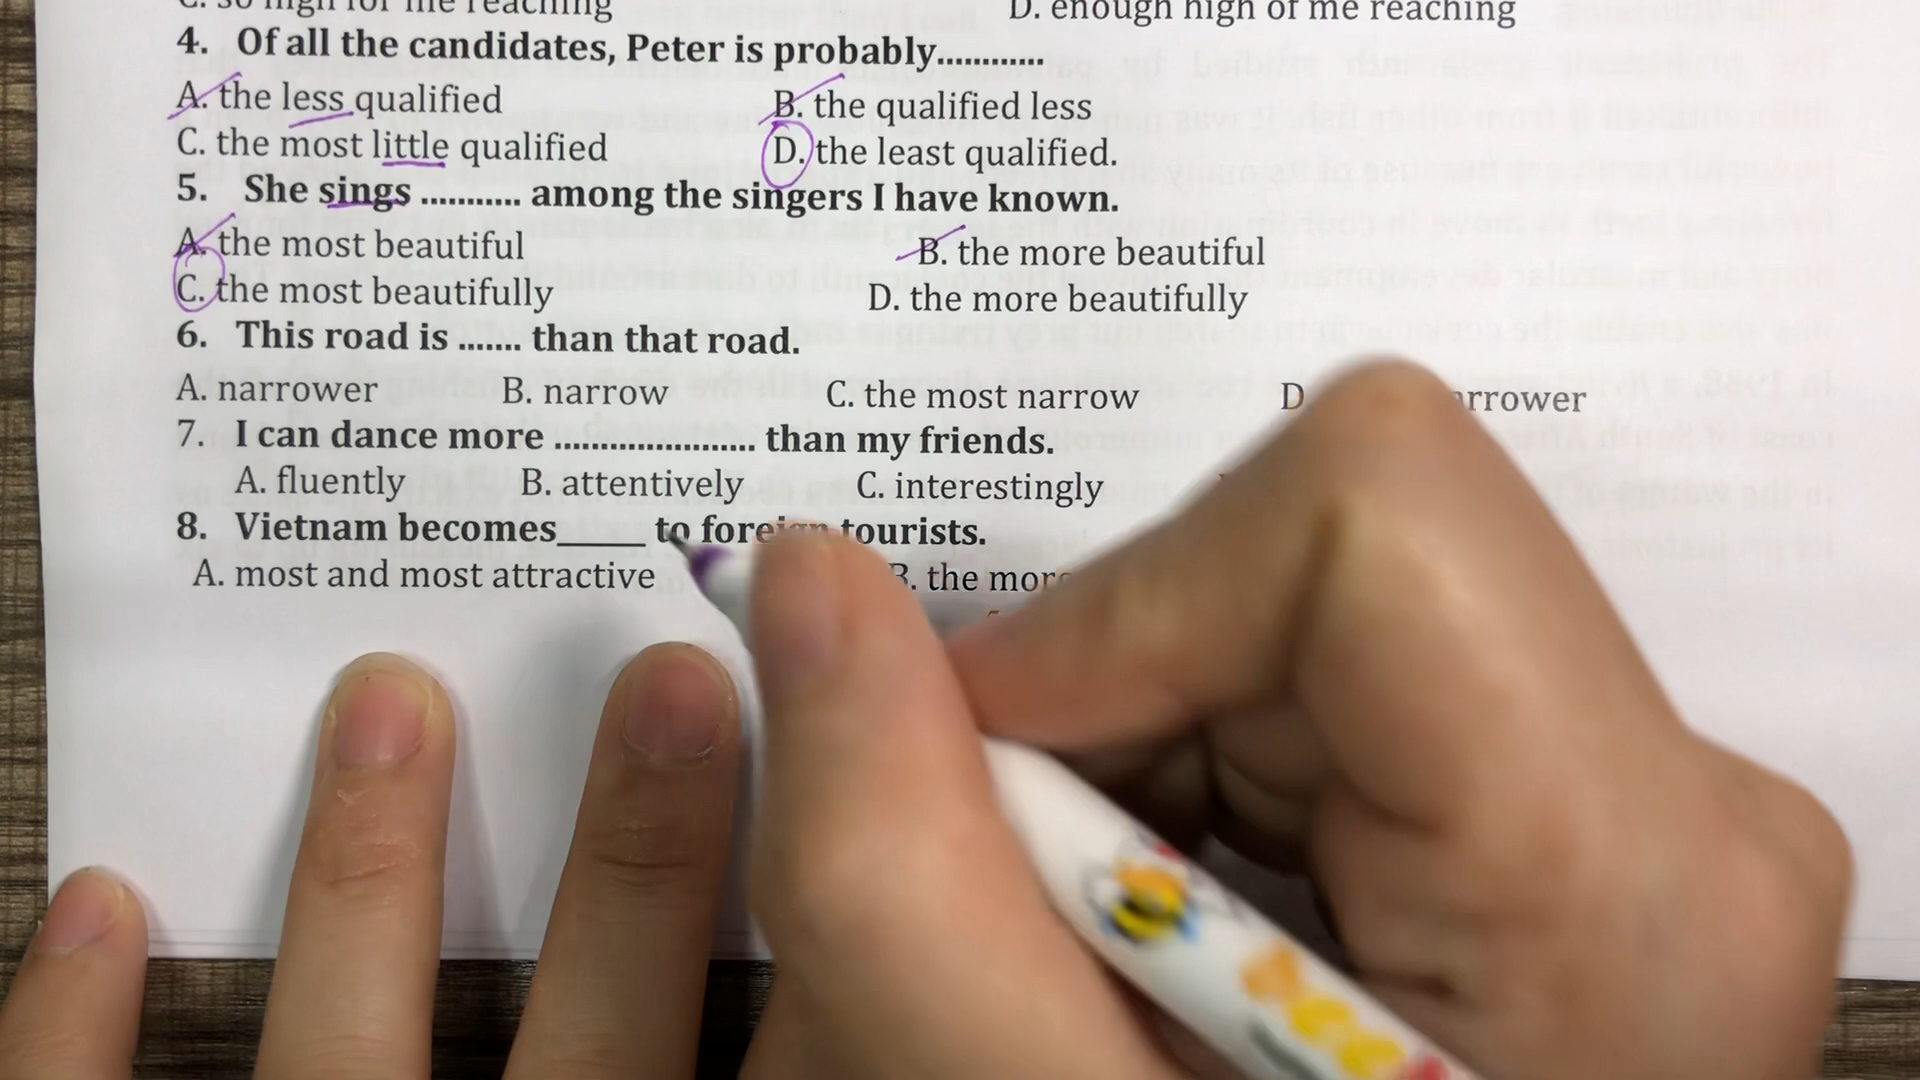 C. so high for me reaching D. enough high of me reaching
4. Of all the candidates, Peter is probably............
A. the less qualified B. the qualified less
C. the most little qualified D. the least qualified.
5. She sings ........... among the singers I have known.
A. the most beautiful B. the more beautiful
C. the most beautifully D. the more beautifully
6. This road is ....... than that road.
A. narrower B. narrow C. the most narrow D.
7. I can dance more ...................... than my friends.
A. fluently B. attentively C. interestingly
8. Vietnam becomes_____ to foreign tourists.
A. most and most attractive B. the more